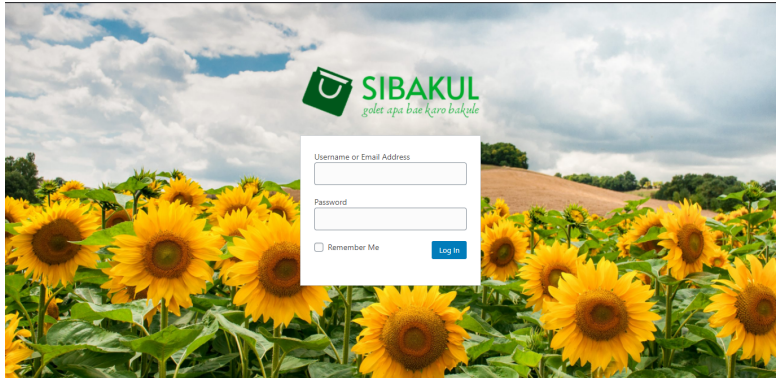 SIBAKUL
golet apa bae karo bakule
Username or Email Address
Password
Remember Me
Log In